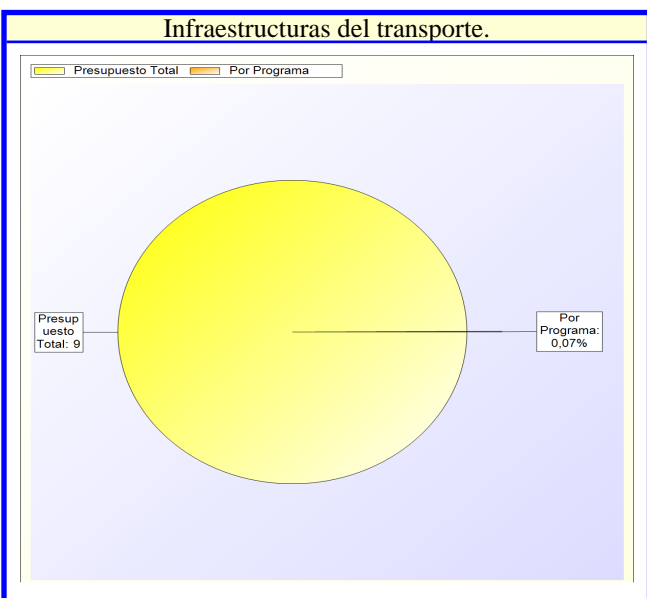 Infraestructuras del transporte.
Presupuesto Total Por Programa
Presup
uesto
Total: 9
Por
Programa:
0,07%